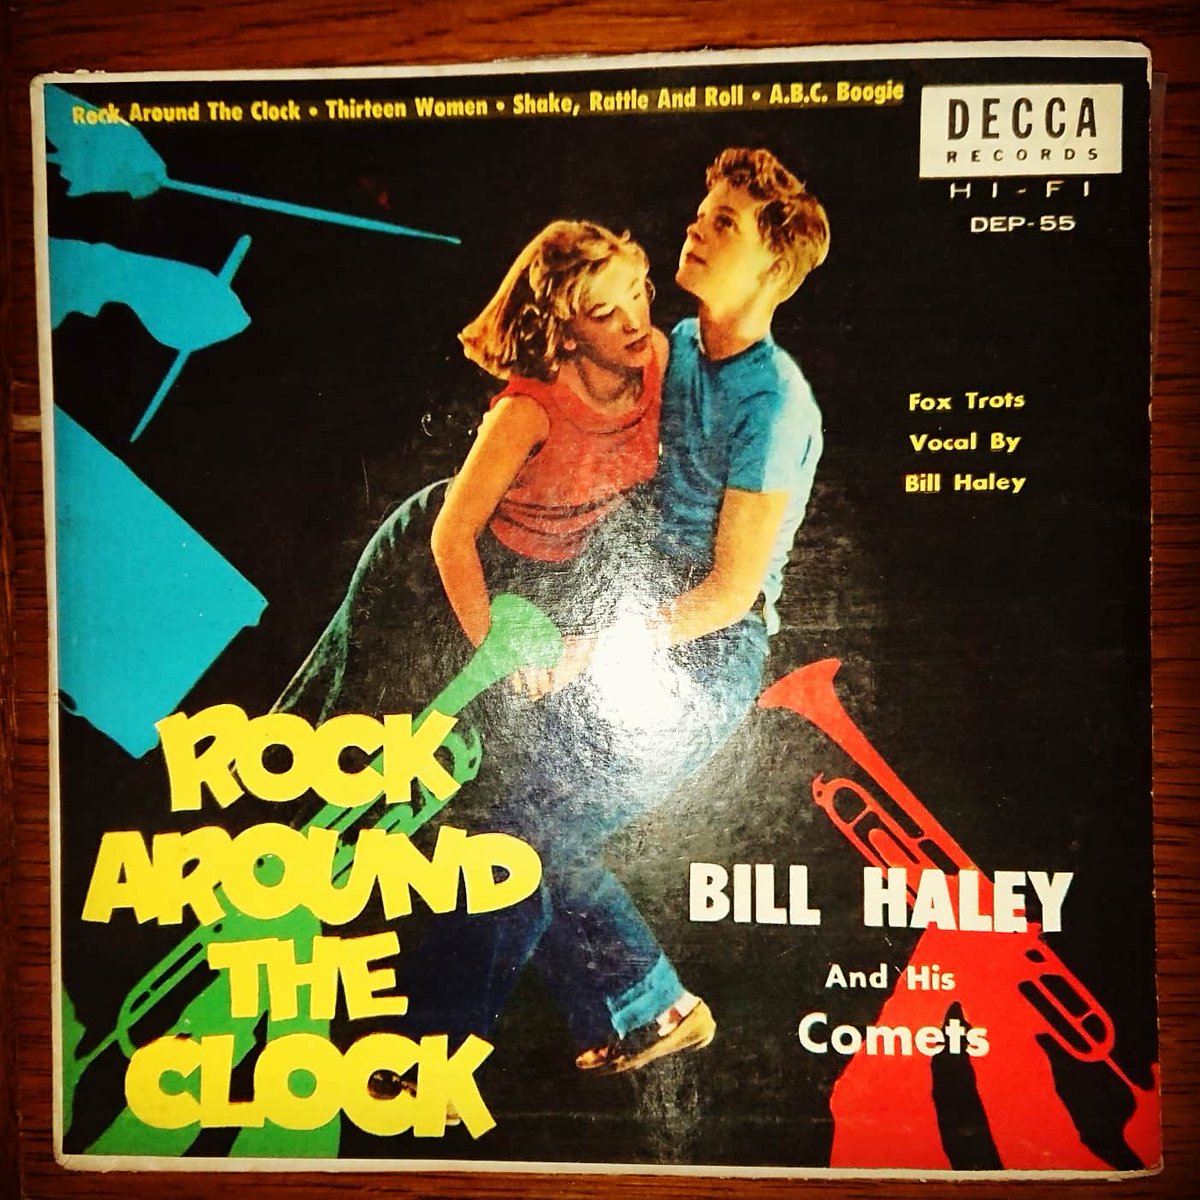 Rock Around The Clock • Thirteen Women • Shake, Rattle And Roll • A.B.C. Boogie
DECCA
RECORDS
HI-FI
DEP-55
Fox Trots
Vocal By
Bill Haley
ROCK
AROUND
THE
CLOCK
BILL HALEY
And His
Comets